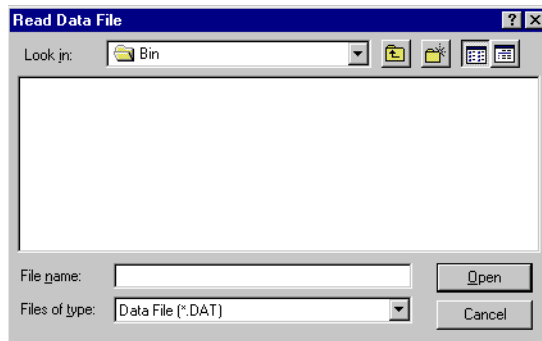 Read Data File
Look in: Bin
File name: Open
Files of type: Data File (*.DAT) Cancel